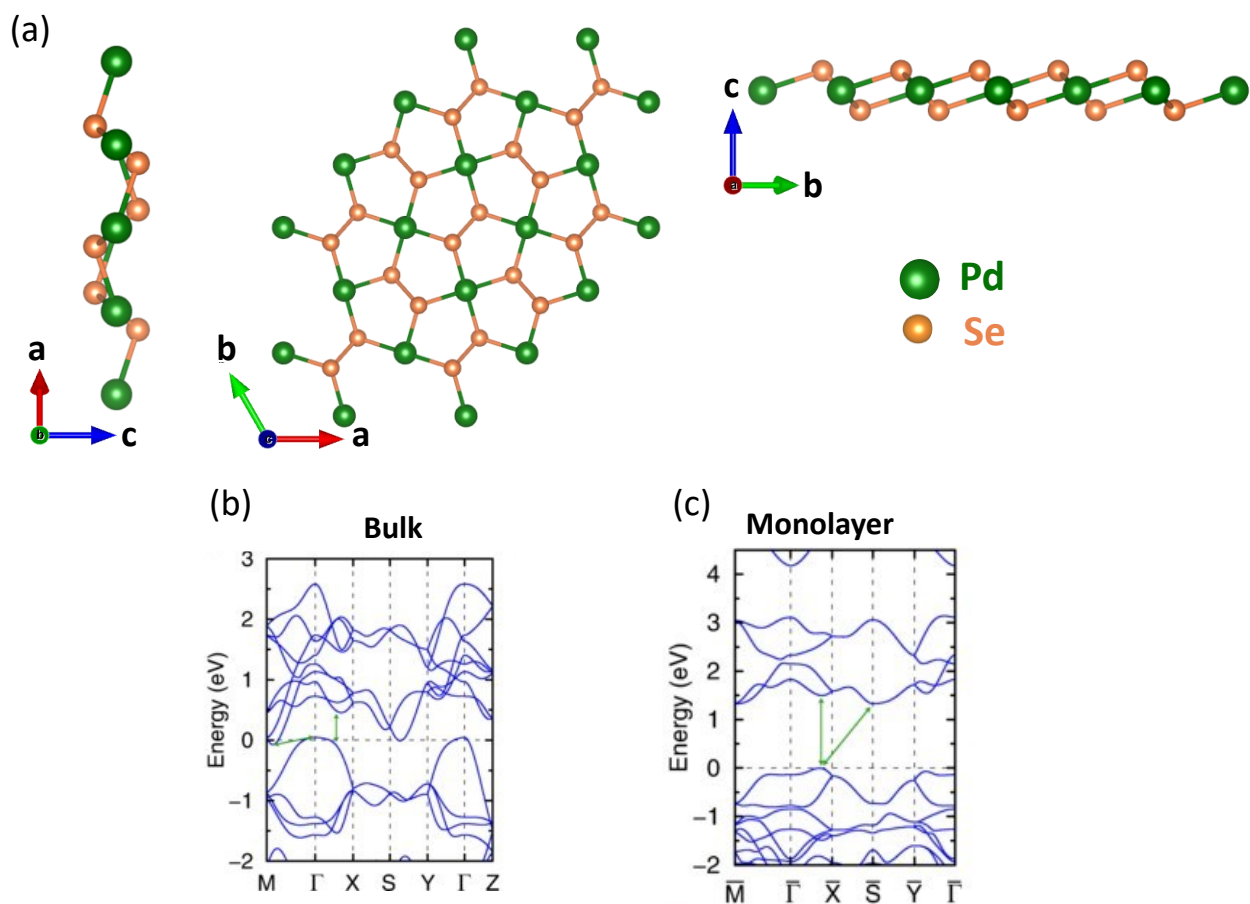 (a)
a
b
c
b
c
a
c
a
b
Pd
Se
(b)
Bulk
Energy (eV)
3
2
1
0
−1
−2
M Γ X S Y Γ Z
(c)
Monolayer
Energy (eV)
4
3
2
1
0
−1
−2
M̅ Γ̅ X̅ S̅ Y̅ Γ̅